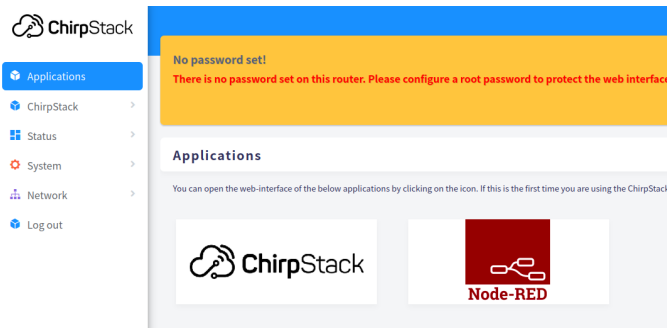 ChirpStack
Applications
ChirpStack
Status
System
Network
Log out
No password set!
There is no password set on this router. Please configure a root password to protect the web interface
Applications
You can open the web-interface of the below applications by clicking on the icon. If this is the first time you are using the ChirpStack
ChirpStack
Node-RED